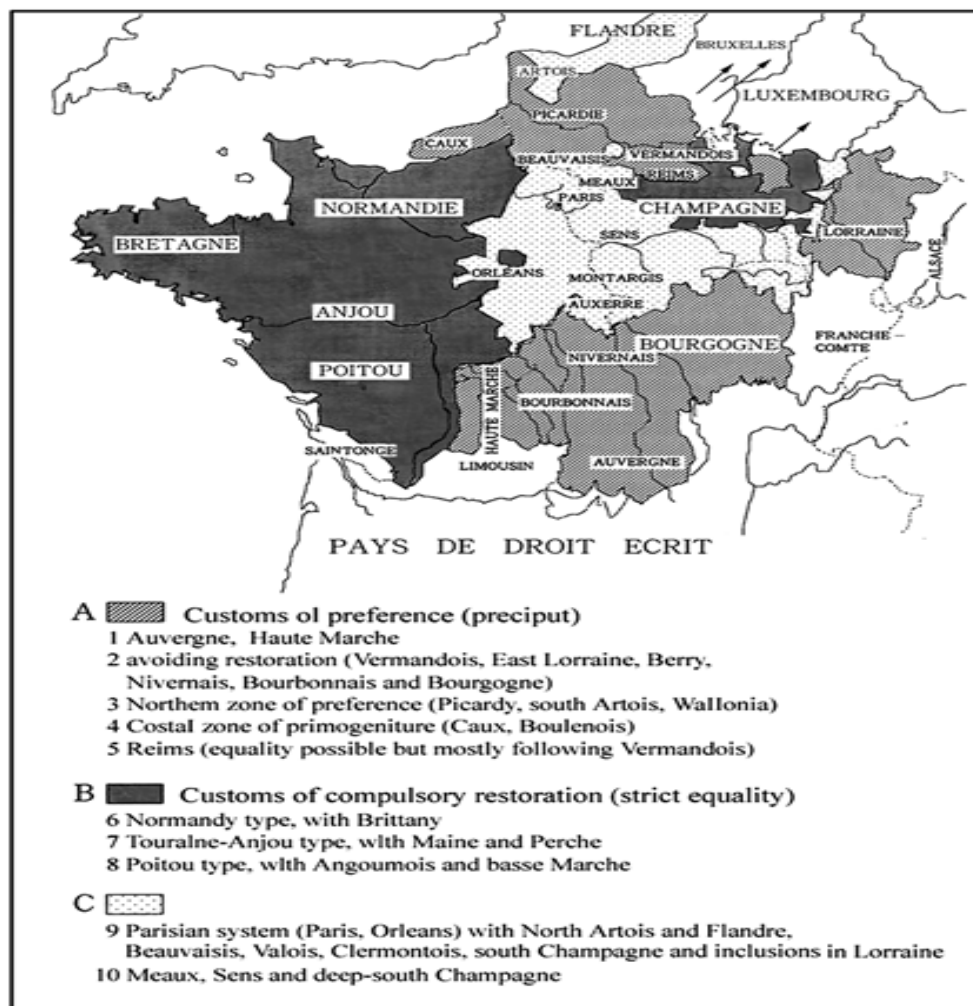 FLANDRE
BRUXELLES
ARTOIS
LUXEMBOURG
PICARDIE
CAUX
VERMANDOIS
BEAUVAISIS
REIMS
MEAUX
PARIS
NORMANDIE
CHAMPAGNE
BRETAGNE
SENS
LORRAINE
ORLEANS
MONTARGIS
ALSACE
AUXERRE
ANJOU
BOURGOGNE
FRANCHE-
COMTE
NIVERNAIS
POITOU
HAUTE MARCHE
BOURBONNAIS
SAINTONGE
LIMOUSIN
AUVERGNE
PAYS DE DROIT ECRIT
A Customs ol preference (preciput)
1 Auvergne, Haute Marche
2 avoiding restoration (Vermandois, East Lorraine, Berry,
Nivernais, Bourbonnais and Bourgogne)
3 Northem zone of preference (Picardy, south Artois, Wallonia)
4 Costal zone of primogeniture (Caux, Boulenois)
5 Reims (equality possible but mostly following Vermandois)
B Customs of compulsory restoration (strict equality)
6 Normandy type, with Brittany
7 Touralne-Anjou type, wlth Maine and Perche
8 Poitou type, wlth Angoumois and basse Marche
C
9 Parisian system (Paris, Orleans) with North Artois and Flandre,
Beauvaisis, Valois, Clermontois, south Champagne and inclusions in Lorraine
10 Meaux, Sens and deep-south Champagne